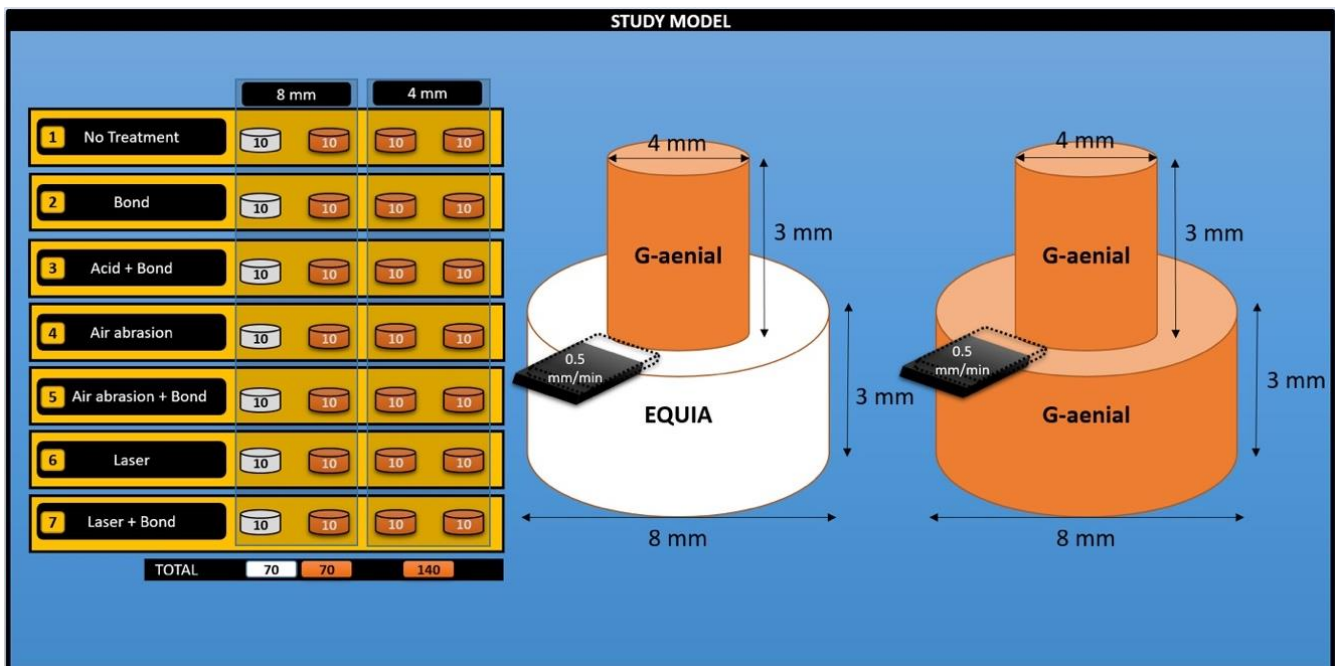 STUDY MODEL
8 mm 4 mm
1 No Treatment 10 10 10 10
2 Bond 10 10 10 10
3 Acid + Bond 10 10 10 10
4 Air abrasion 10 10 10 10
5 Air abrasion + Bond 10 10 10 10
6 Laser 10 10 10 10
7 Laser + Bond 10 10 10 10
TOTAL 70 70 140
4 mm
3 mm
G-aenial
0.5
mm/min
3 mm
EQUIA
8 mm
4 mm
3 mm
G-aenial
0.5
mm/min
3 mm
G-aenial
8 mm